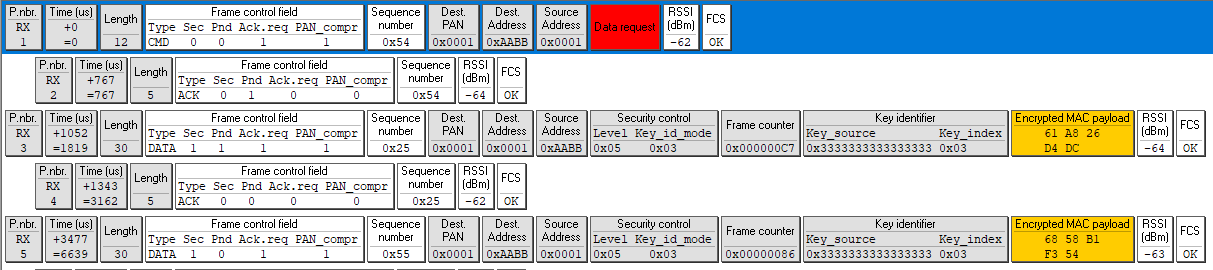 P.nbr. Time (us) Length Frame control field Sequence number Dest. PAN Dest. Address Source Address Data request RSSI (dBm) FCS
RX +0 Type Sec Pnd Ack.req PAN_compr
1 =0 12 CMD 0 0 1 1 0x54 0x0001 0xAABB 0x0001 -62 OK
P.nbr. Time (us) Length Frame control field Sequence number RSSI (dBm) FCS
RX +767 Type Sec Pnd Ack.req PAN_compr
2 =767 5 ACK 0 1 0 0 0x54 -64 OK
P.nbr. Time (us) Length Frame control field Sequence number Dest. PAN Dest. Address Source Address Security control Frame counter Key identifier Encrypted MAC payload RSSI (dBm) FCS
RX +1052 Type Sec Pnd Ack.req PAN_compr Level Key_id_mode Key_source Key_index 61 A8 26
3 =1819 30 DATA 1 1 1 1 0x25 0x0001 0x0001 0xAABB 0x05 0x03 0x000000C7 0x3333333333333333 0x03 D4 DC -64 OK
P.nbr. Time (us) Length Frame control field Sequence number RSSI (dBm) FCS
RX +1343 Type Sec Pnd Ack.req PAN_compr
4 =3162 5 ACK 0 0 0 0 0x25 -62 OK
P.nbr. Time (us) Length Frame control field Sequence number Dest. PAN Dest. Address Source Address Security control Frame counter Key identifier Encrypted MAC payload RSSI (dBm) FCS
RX +3477 Type Sec Pnd Ack.req PAN_compr Level Key_id_mode Key_source Key_index 68 58 B1
5 =6639 30 DATA 1 0 1 1 0x55 0x0001 0xAABB 0x0001 0x05 0x03 0x00000086 0x3333333333333333 0x03 F3 54 -63 OK